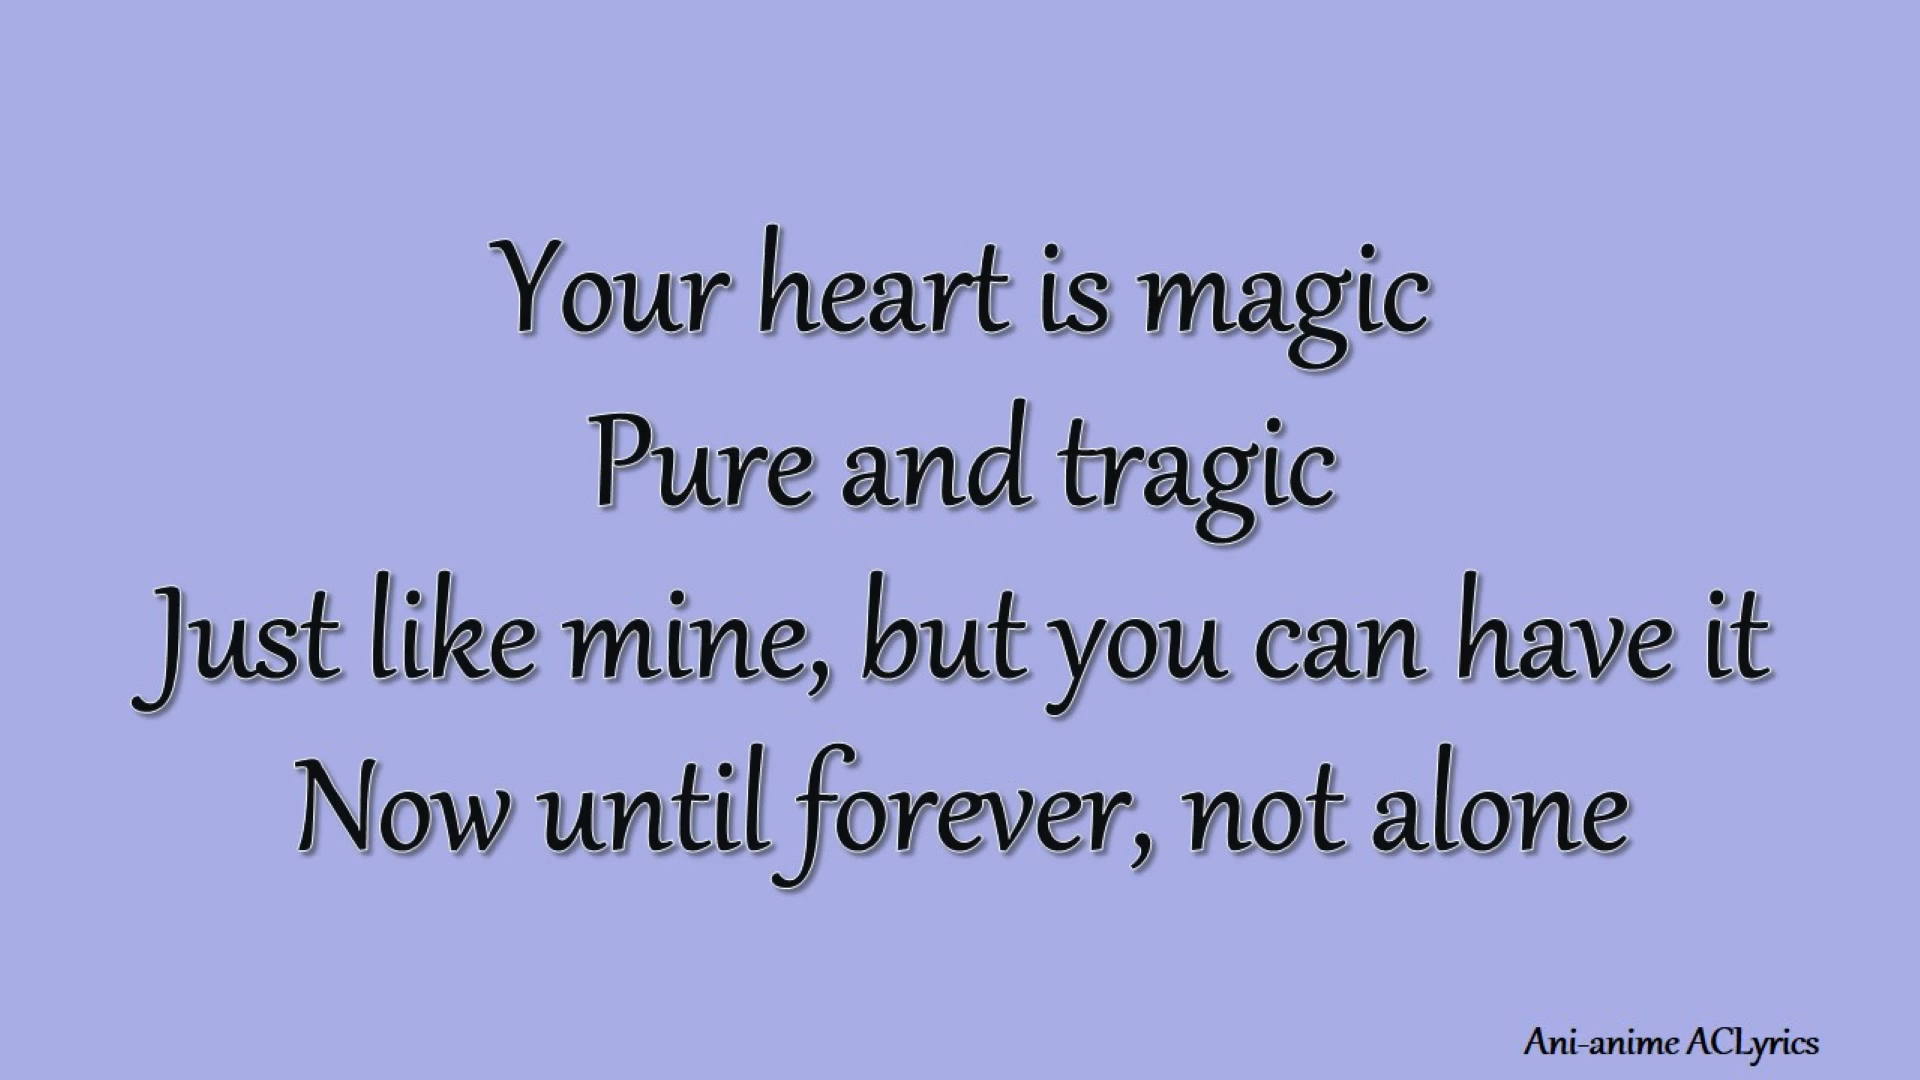 Your heart is magic
Pure and tragic
Just like mine, but you can have it
Now until forever, not alone
Ani-anime ACLyrics